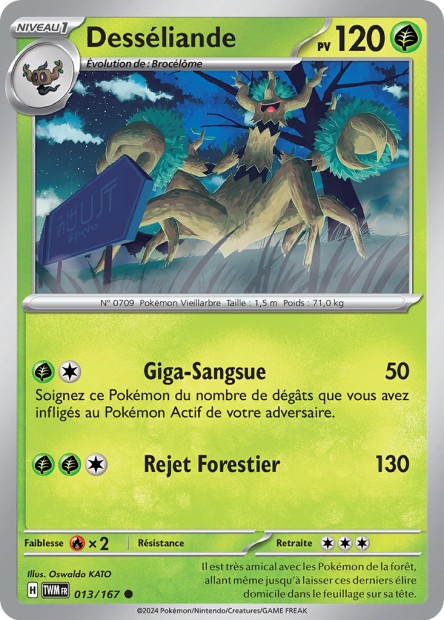 NIVEAU 1
Desséliande
PV 120
Évolution de : Brocélôme
N° 0709 Pokémon Vieillarbre Taille : 1,5 m Poids : 71,0 kg
Giga-Sangsue 50
Soignez ce Pokémon du nombre de dégâts que vous avez
infligés au Pokémon Actif de votre adversaire.
Rejet Forestier 130
Faiblesse × 2 Résistance Retraite
Illus. Oswaldo KATO
H TWM FR 013/167
Il est très amical avec les Pokémon de la forêt,
allant même jusqu'à laisser ces derniers élire
domicile dans le feuillage sur sa tête.
©2024 Pokémon/Nintendo/Creatures/GAME FREAK